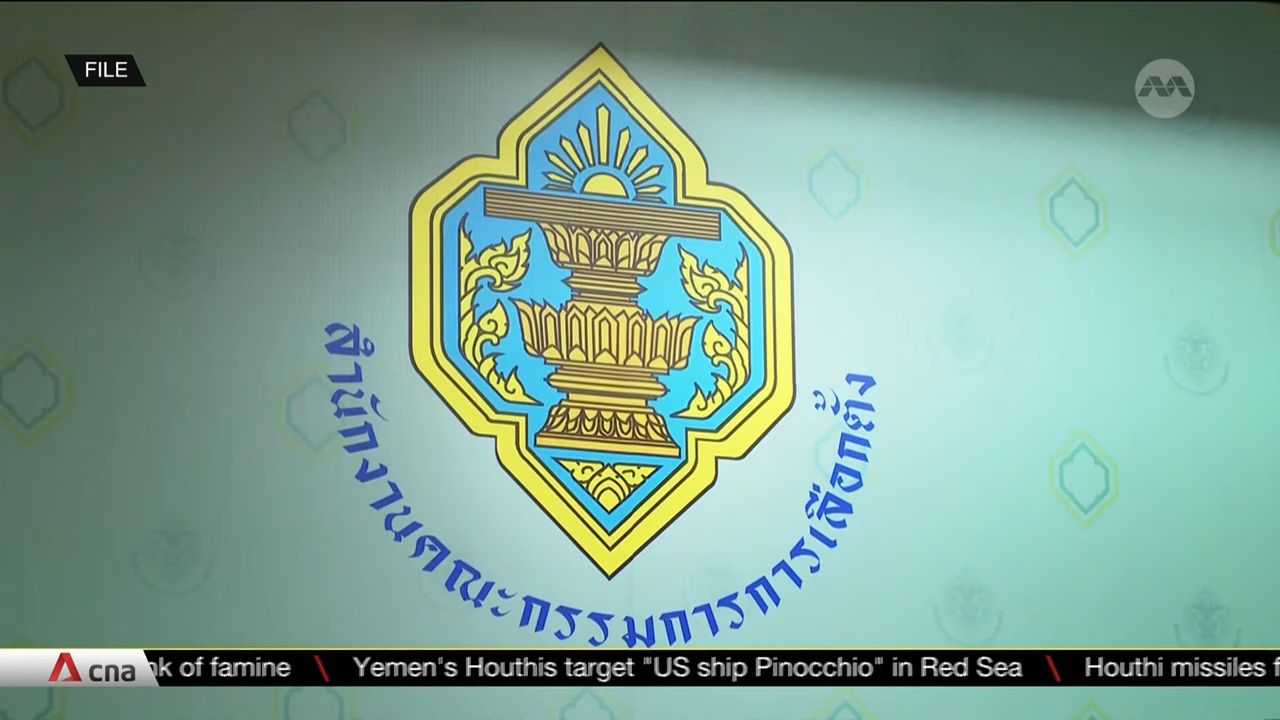 FILE
สำนักงานคณะกรรมการการเลือกตั้ง
cna
nk of famine \ Yemen's Houthis target "US ship Pinocchio" in Red Sea \ Houthi missiles f